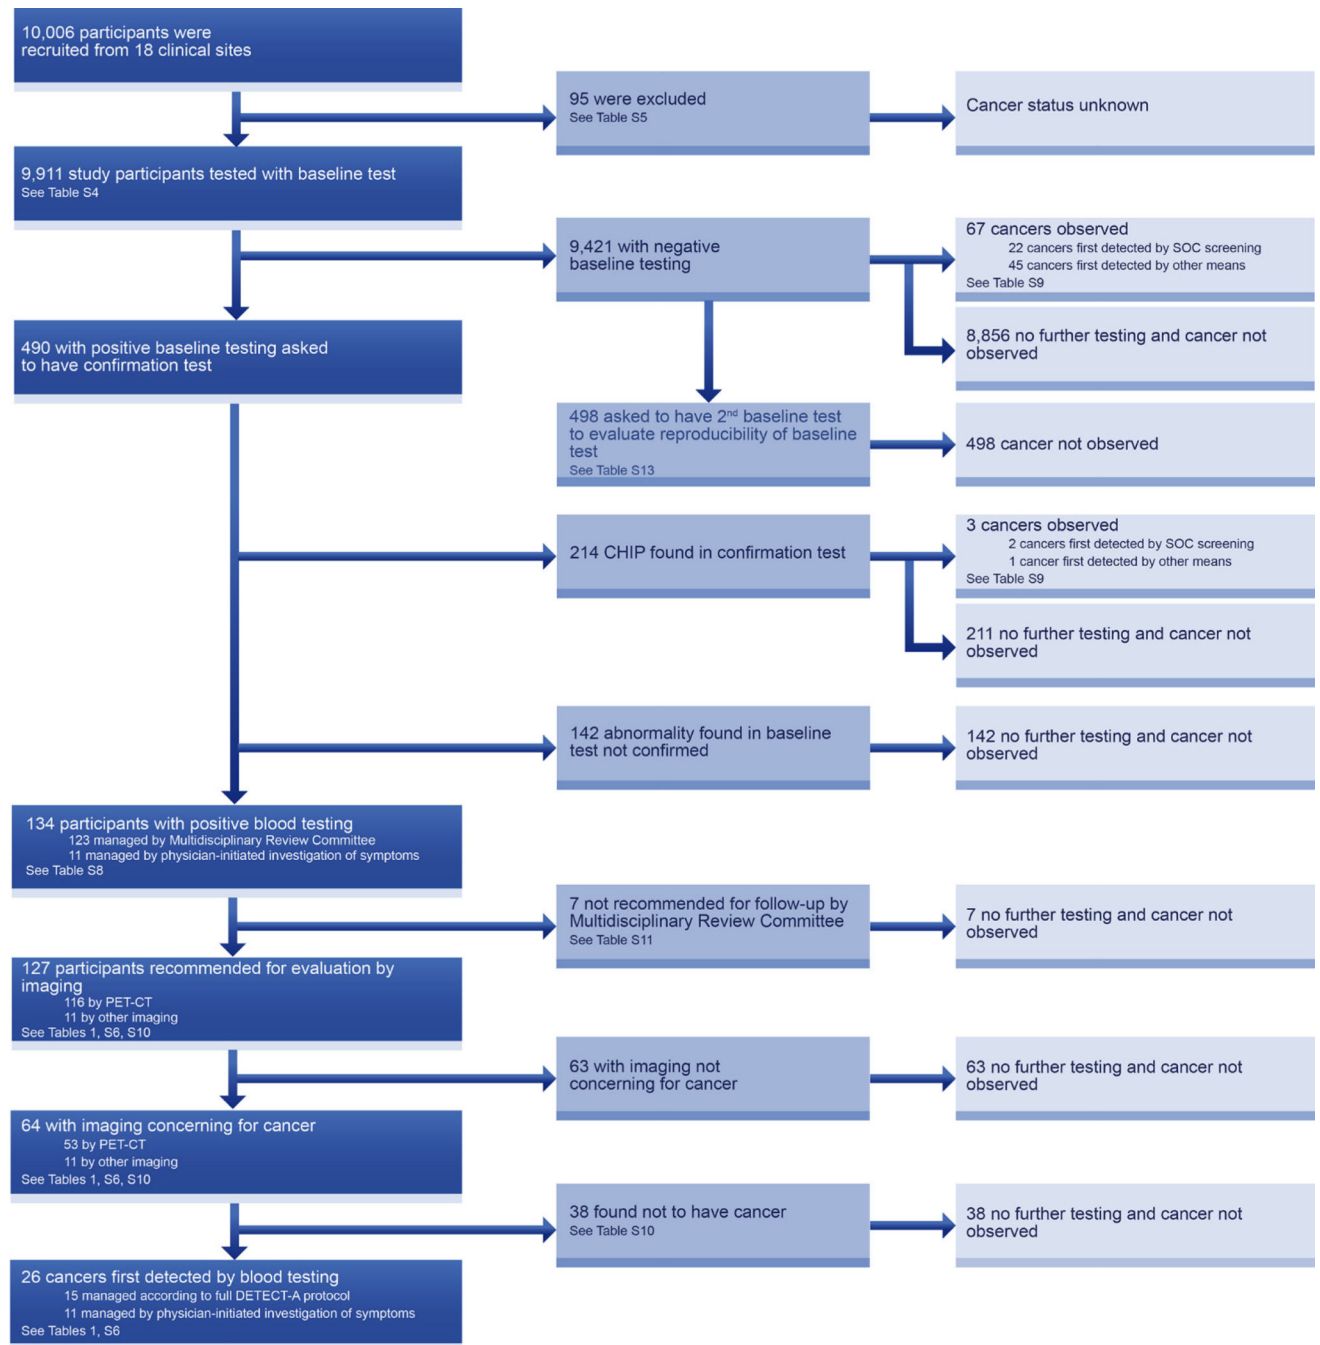 10,006 participants were
recruited from 18 clinical sites
95 were excluded
See Table S5
Cancer status unknown
9,911 study participants tested with baseline test
See Table S4
9,421 with negative
baseline testing
67 cancers observed
22 cancers first detected by SOC screening
45 cancers first detected by other means
See Table S9
8,856 no further testing and cancer not
observed
490 with positive baseline testing asked
to have confirmation test
498 asked to have 2nd baseline test
to evaluate reproducibility of baseline
test
See Table S13
498 cancer not observed
214 CHIP found in confirmation test
3 cancers observed
2 cancers first detected by SOC screening
1 cancer first detected by other means
See Table S9
211 no further testing and cancer not
observed
142 abnormality found in baseline
test not confirmed
142 no further testing and cancer not
observed
134 participants with positive blood testing
123 managed by Multidisciplinary Review Committee
11 managed by physician-initiated investigation of symptoms
See Table S8
7 not recommended for follow-up by
Multidisciplinary Review Committee
See Table S11
7 no further testing and cancer not
observed
127 participants recommended for evaluation by
imaging
116 by PET-CT
11 by other imaging
See Tables 1, S6, S10
63 with imaging not
concerning for cancer
63 no further testing and cancer not
observed
64 with imaging concerning for cancer
53 by PET-CT
11 by other imaging
See Tables 1, S6, S10
38 found not to have cancer
See Table S10
38 no further testing and cancer not
observed
26 cancers first detected by blood testing
15 managed according to full DETECT-A protocol
11 managed by physician-initiated investigation of symptoms
See Tables 1, S6